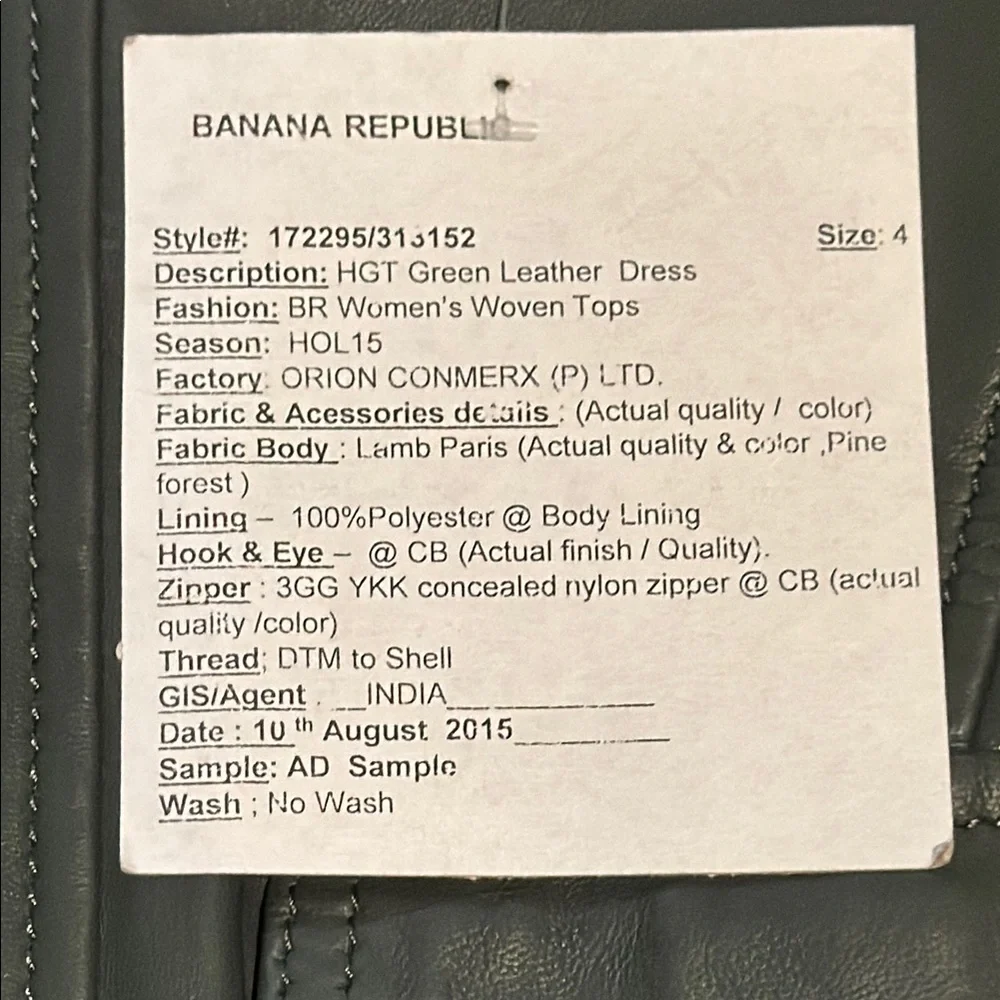 BANANA REPUBLIC
Style#: 172295/313152 Size: 4
Description: HGT Green Leather Dress
Fashion: BR Women's Woven Tops
Season: HOL15
Factory: ORION CONMERX (P) LTD.
Fabric & Acessories details : (Actual quality / color)
Fabric Body : Lamb Paris (Actual quality & color ,Pine
forest )
Lining – 100%Polyester @ Body Lining
Hook & Eye – @ CB (Actual finish / Quality).
Zipper : 3GG YKK concealed nylon zipper @ CB (actual
quality /color)
Thread; DTM to Shell
GIS/Agent : __INDIA______________
Date : 10 th August 2015___________
Sample: AD Sample
Wash ; No Wash